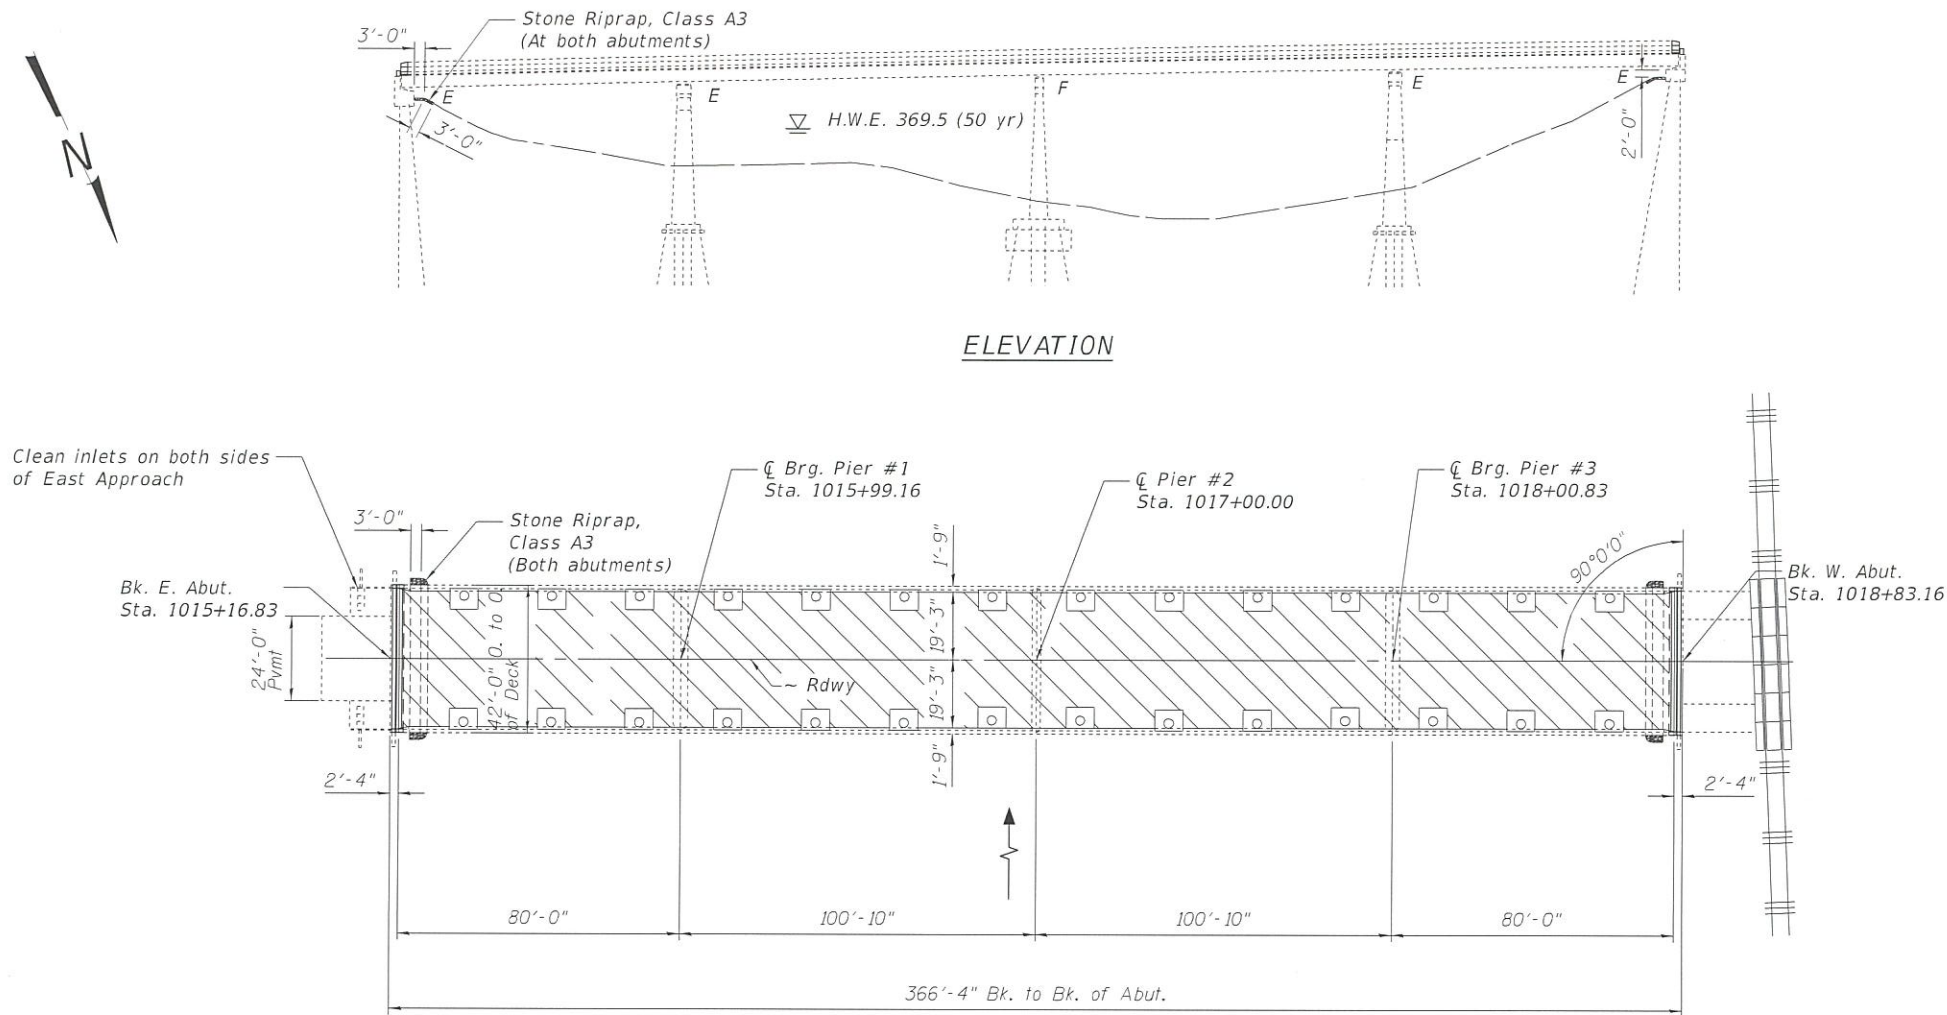 Stone Riprap, Class A3
(At both abutments)
3'-0"
E
E
F
E
E
3'-0"
H.W.E. 369.5 (50 yr)
2'-0"
N
ELEVATION
Clean inlets on both sides
of East Approach
℄ Brg. Pier #1
Sta. 1015+99.16
℄ Pier #2
Sta. 1017+00.00
℄ Brg. Pier #3
Sta. 1018+00.83
3'-0"
Stone Riprap,
Class A3
(Both abutments)
1'-9"
90°0'0"
Bk. E. Abut.
Sta. 1015+16.83
Bk. W. Abut.
Sta. 1018+83.16
24'-0"
Pvmt
42'-0" O. to O.
of Deck
19'-3"
19'-3"
~ Rdwy
1'-9"
2'-4"
2'-4"
80'-0"
100'-10"
100'-10"
80'-0"
366'-4" Bk. to Bk. of Abut.